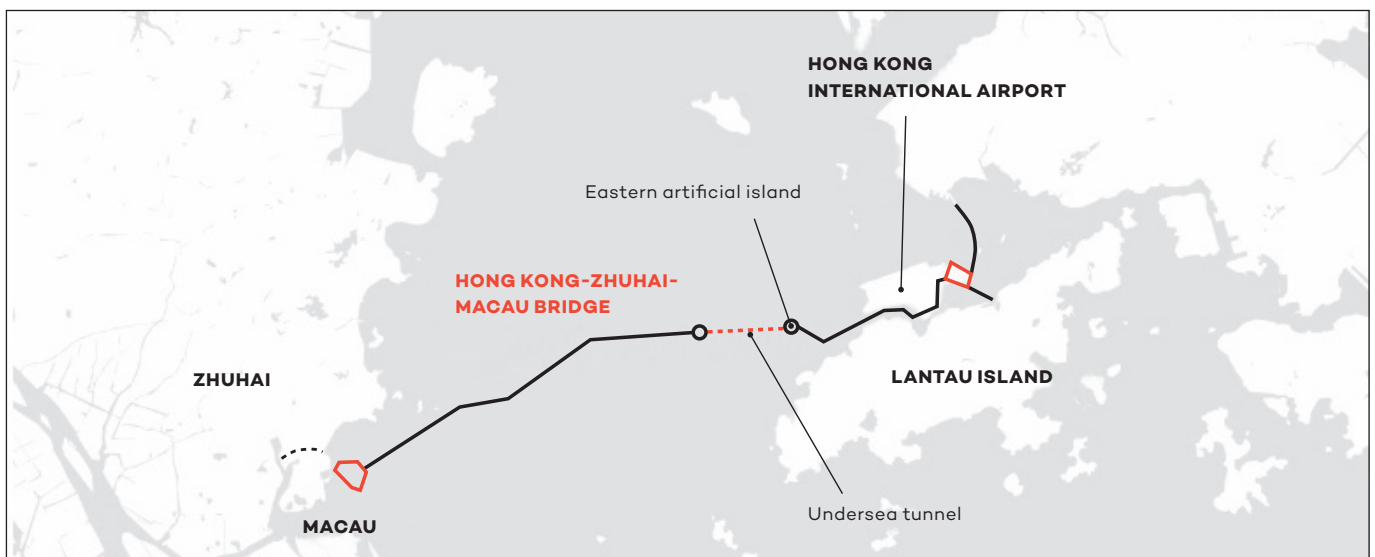 HONG KONG
INTERNATIONAL AIRPORT
Eastern artificial island
HONG KONG-ZHUHAI-
MACAU BRIDGE
ZHUHAI
LANTAU ISLAND
Undersea tunnel
MACAU